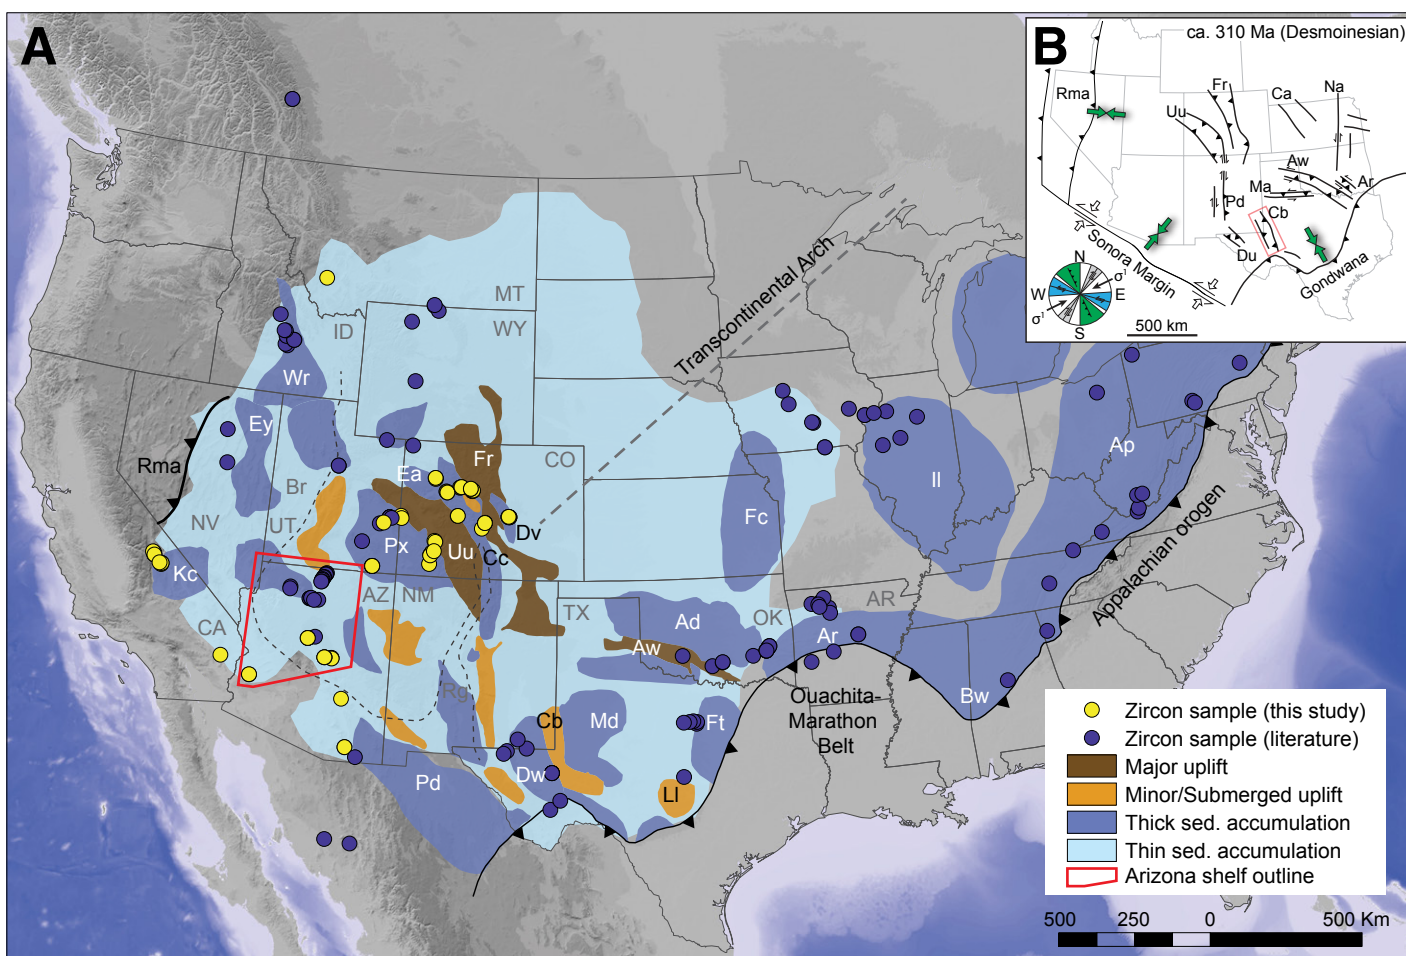 A
B
ca. 310 Ma (Desmoinesian)
Rma
Fr
Uu
Ca
Na
Aw
Ma
Ar
Pd
Cb
Du
Sonora Margin
Gondwana
N
W
E
S
σ¹
σ¹
500 km
Transcontinental Arch
MT
WY
ID
Wr
Ey
Rma
Br
NV
UT
Kc
CA
AZ
NM
Ea
Fr
CO
Px
Uu
Dv
Cc
TX
OK
AR
Fc
Il
Ap
Ad
Aw
Ar
Appalachian orogen
Ouachita-
Marathon
Belt
Bw
Rg
Cb
Md
Ft
Dw
Pd
Ll
Zircon sample (this study)
Zircon sample (literature)
Major uplift
Minor/Submerged uplift
Thick sed. accumulation
Thin sed. accumulation
Arizona shelf outline
500 250 0 500 Km